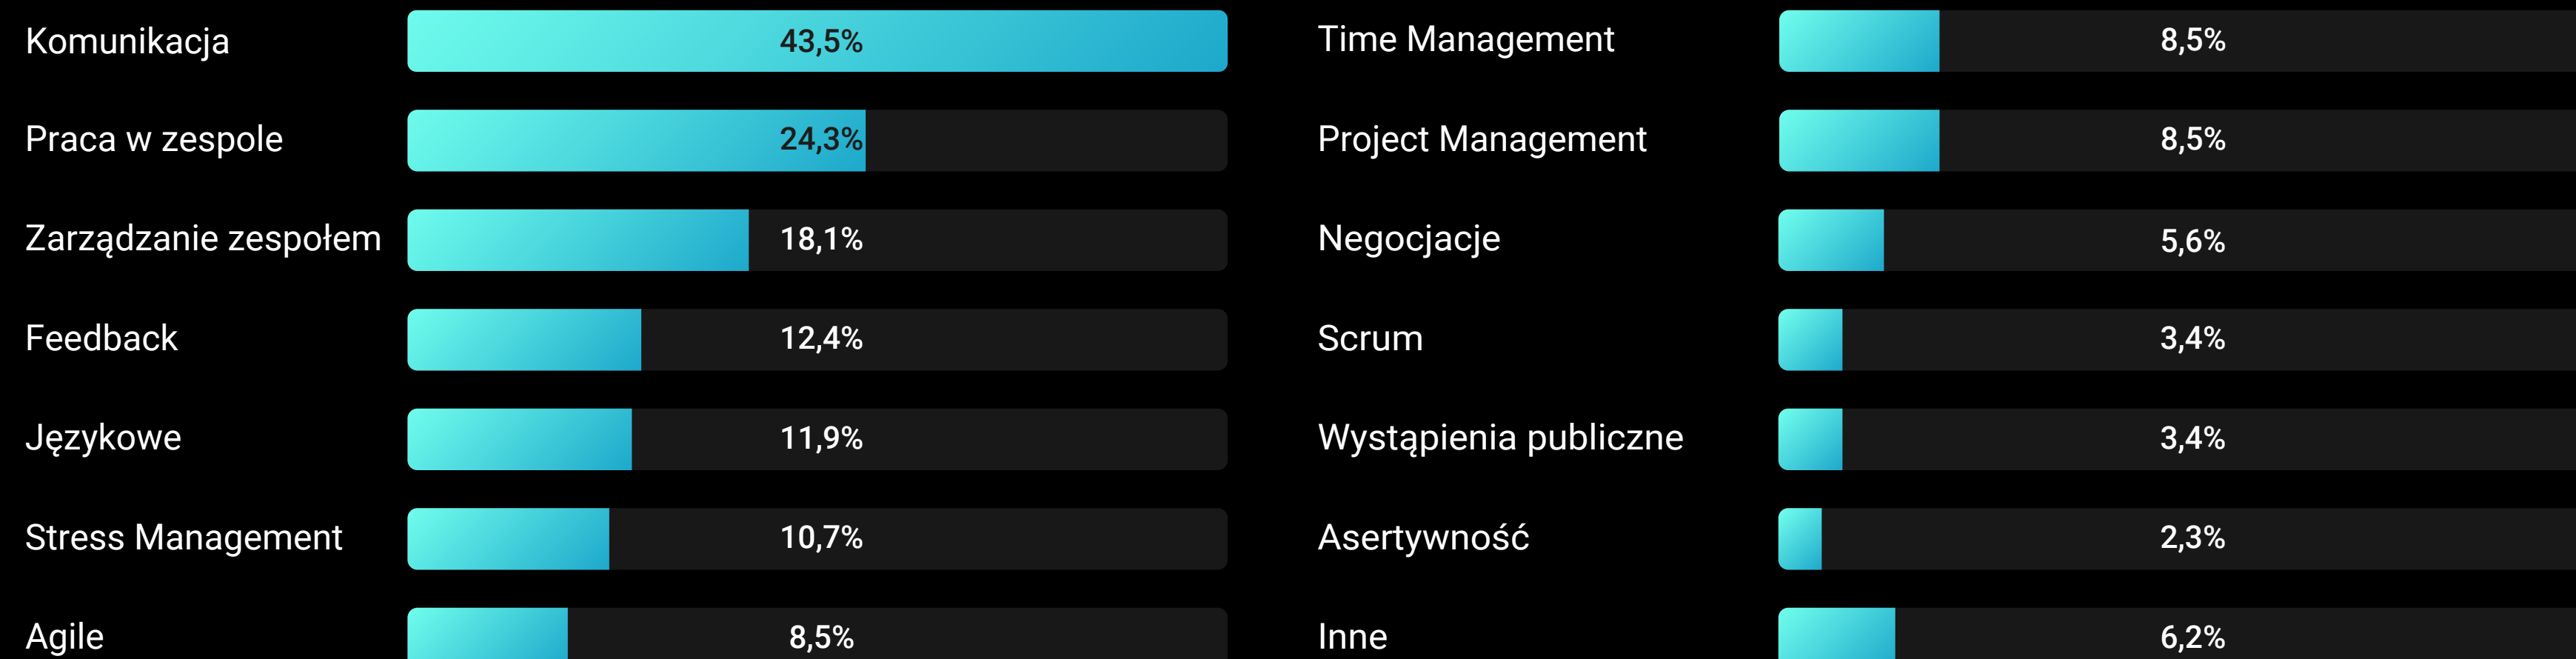 Komunikacja 43,5%
Praca w zespole 24,3%
Zarządzanie zespołem 18,1%
Feedback 12,4%
Językowe 11,9%
Stress Management 10,7%
Agile 8,5%
Time Management 8,5%
Project Management 8,5%
Negocjacje 5,6%
Scrum 3,4%
Wystąpienia publiczne 3,4%
Asertywność 2,3%
Inne 6,2%